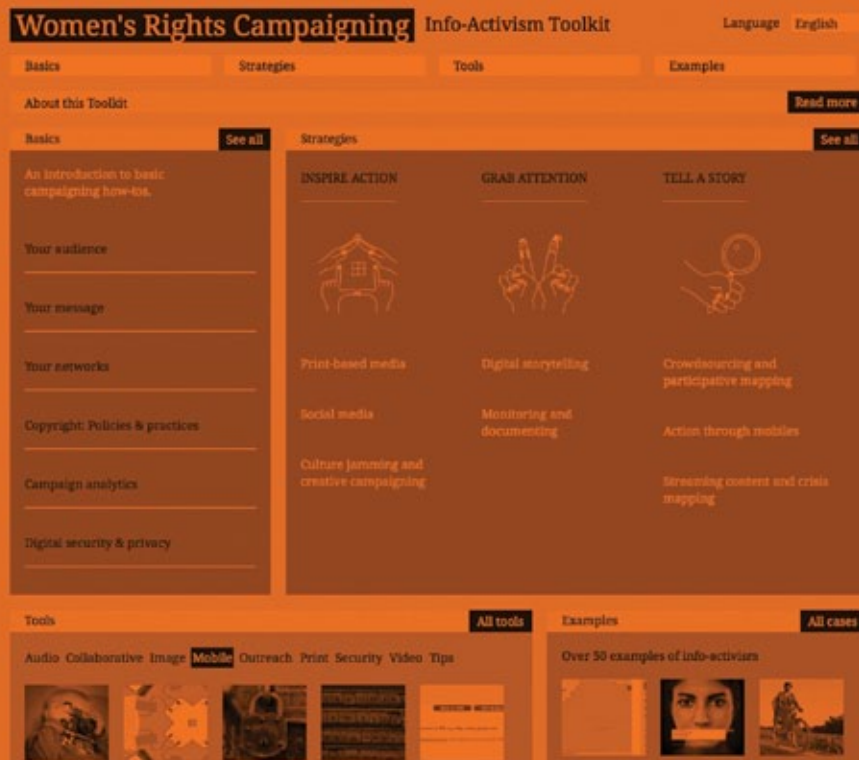 Women's Rights Campaigning Info-Activism Toolkit
Language English
Basics Strategies Tools Examples
About this Toolkit Read more
Basics See all
An introduction to basic
campaigning how-tos.
Your audience
Your message
Your networks
Copyright: Policies & practices
Campaign analytics
Digital security & privacy
Strategies See all
INSPIRE ACTION
Print-based media
Social media
Culture jamming and
creative campaigning
GRAB ATTENTION
Digital storytelling
Monitoring and
documenting
TELL A STORY
Crowdsourcing and
participative mapping
Action through mobiles
Streaming content and crisis
mapping
Tools All tools
Audio Collaborative Image Mobile Outreach Print Security Video Tips
Examples All cases
Over 50 examples of info-activism